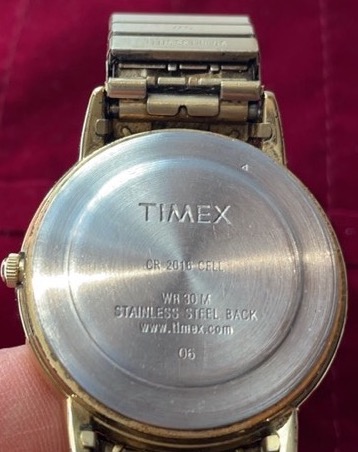 TIMEX
CR 2016 CELL
WR 30 M
STAINLESS STEEL BACK
www.timex.com
06